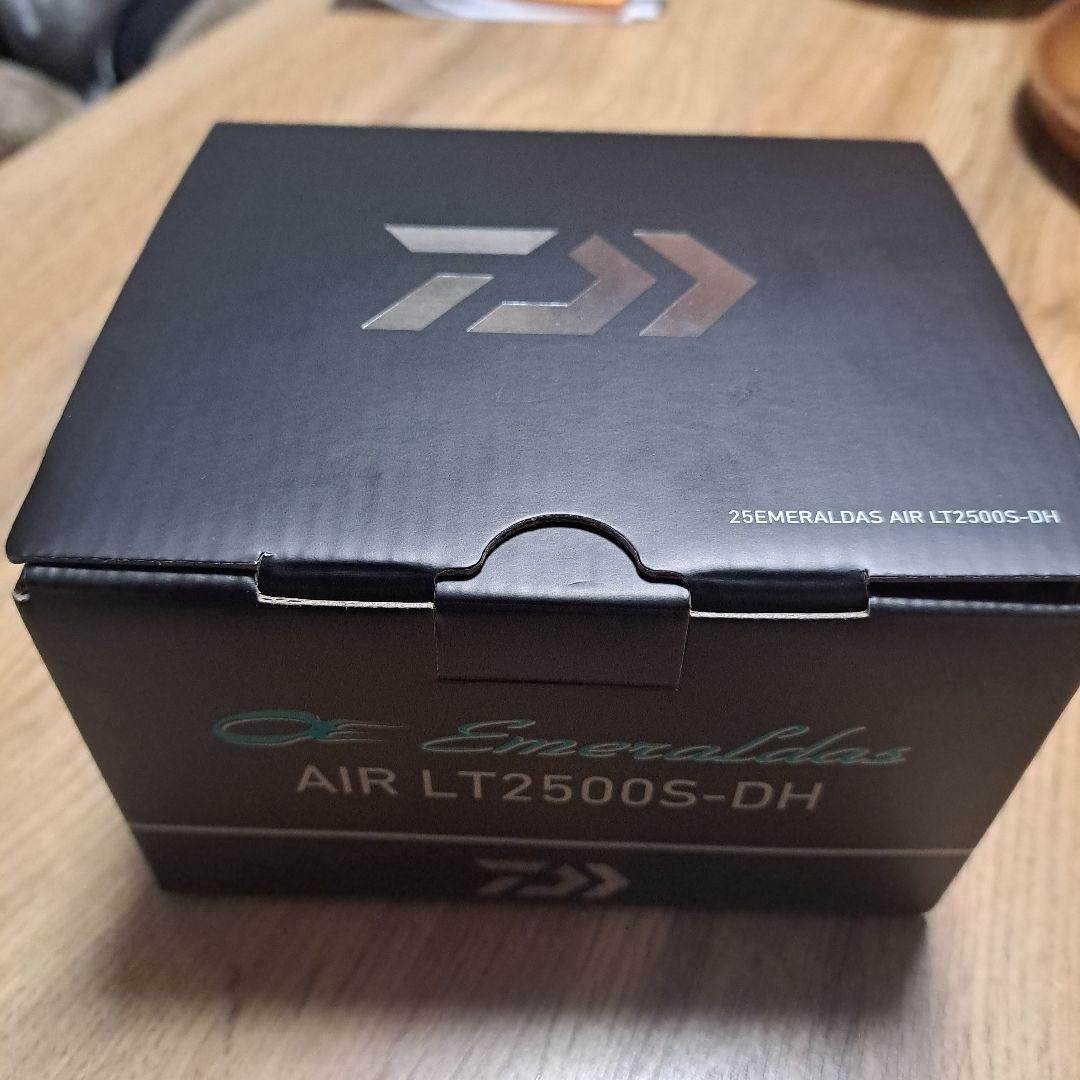 25EMERALDAS AIR LT2500S-DH
Emeraldas
AIR LT2500S-DH